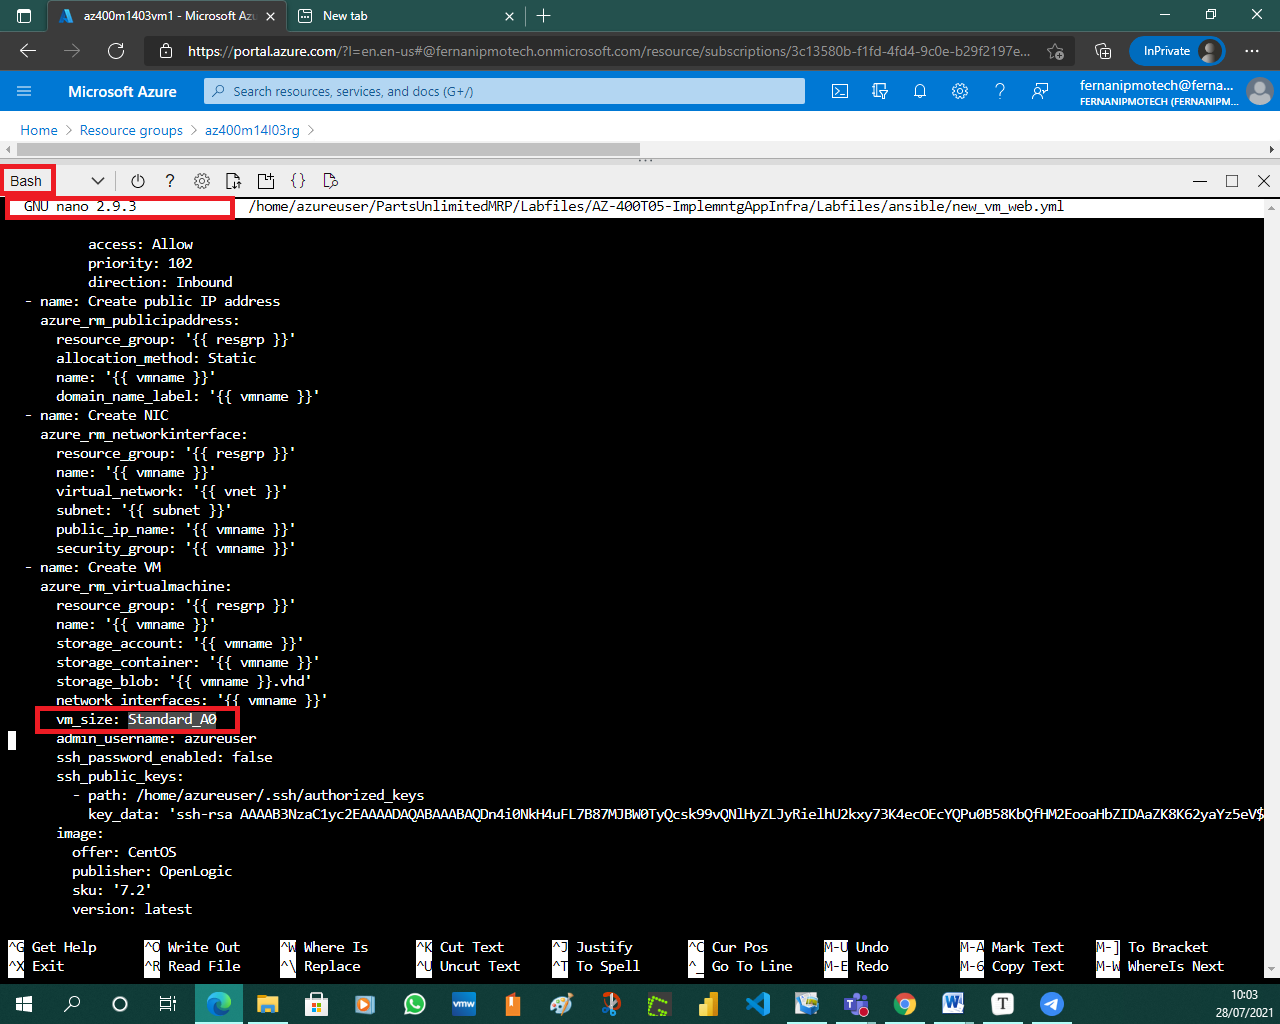 az400m1403vm1 - Microsoft Azu
New tab
https://portal.azure.com/?l=en.en-us#@fernanipmotech.onmicrosoft.com/resource/subscriptions/3c13580b-f1fd-4fd4-9c0e-b29f2197e...
InPrivate
Microsoft Azure
Search resources, services, and docs (G+/)
fernanipmotech@ferna...
FERNANIPMOTECH (FERNANIPM...
Home > Resource groups > az400m14l03rg >
Bash
GNU nano 2.9.3 /home/azureuser/PartsUnlimitedMRP/Labfiles/AZ-400T05-ImplemntgAppInfra/Labfiles/ansible/new_vm_web.yml
access: Allow
priority: 102
direction: Inbound
- name: Create public IP address
azure_rm_publicipaddress:
resource_group: '{{ resgrp }}'
allocation_method: Static
name: '{{ vmname }}'
domain_name_label: '{{ vmname }}'
- name: Create NIC
azure_rm_networkinterface:
resource_group: '{{ resgrp }}'
name: '{{ vmname }}'
virtual_network: '{{ vnet }}'
subnet: '{{ subnet }}'
public_ip_name: '{{ vmname }}'
security_group: '{{ vmname }}'
- name: Create VM
azure_rm_virtualmachine:
resource_group: '{{ resgrp }}'
name: '{{ vmname }}'
storage_account: '{{ vmname }}'
storage_container: '{{ vmname }}'
storage_blob: '{{ vmname }}.vhd'
network_interfaces: '{{ vmname }}'
vm_size: Standard_A0
admin_username: azureuser
ssh_password_enabled: false
ssh_public_keys:
- path: /home/azureuser/.ssh/authorized_keys
key_data: 'ssh-rsa AAAAB3NzaC1yc2EAAAADAQABAAABAQDn4i0NkH4uFL7B87MJBW0TyQcsk99vQNlHyZLJyRielhU2kxy73K4ecOEcYQPu0B58KbQfHM2EooaHbZIDAaZK8K62yaYz5eV$
image:
offer: CentOS
publisher: OpenLogic
sku: '7.2'
version: latest
^G Get Help ^O Write Out ^W Where Is ^K Cut Text ^J Justify ^C Cur Pos M-U Undo M-A Mark Text M-] To Bracket
^X Exit ^R Read File ^\ Replace ^U Uncut Text ^T To Spell ^_ Go To Line M-E Redo M-6 Copy Text M-W WhereIs Next
vmw
10:03
28/07/2021